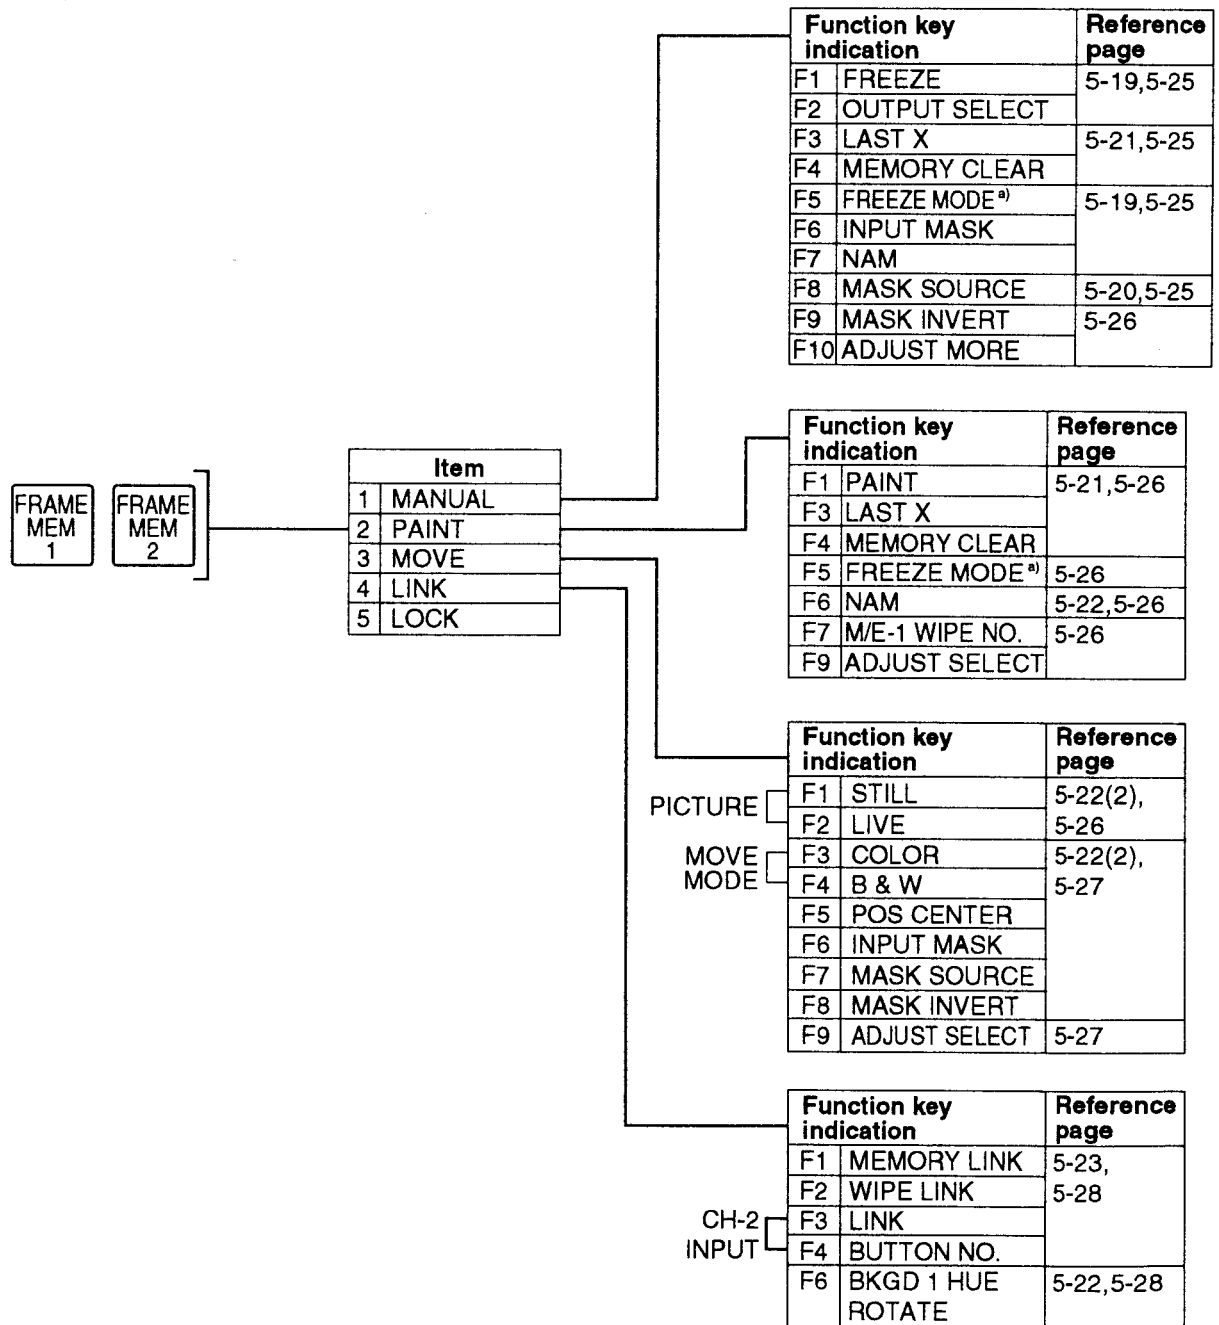 FRAME
MEM
1
FRAME
MEM
2
Item
1 MANUAL
2 PAINT
3 MOVE
4 LINK
5 LOCK
Function key Reference
indication page
F1 FREEZE 5-19,5-25
F2 OUTPUT SELECT
F3 LAST X 5-21,5-25
F4 MEMORY CLEAR
F5 FREEZE MODE a) 5-19,5-25
F6 INPUT MASK
F7 NAM
F8 MASK SOURCE 5-20,5-25
F9 MASK INVERT 5-26
F10 ADJUST MORE
Function key Reference
indication page
F1 PAINT 5-21,5-26
F3 LAST X
F4 MEMORY CLEAR
F5 FREEZE MODE a) 5-26
F6 NAM 5-22,5-26
F7 M/E-1 WIPE NO. 5-26
F9 ADJUST SELECT
Function key Reference
indication page
PICTURE
F1 STILL 5-22(2),
F2 LIVE 5-26
MOVE
MODE
F3 COLOR 5-22(2),
F4 B & W 5-27
F5 POS CENTER
F6 INPUT MASK
F7 MASK SOURCE
F8 MASK INVERT
F9 ADJUST SELECT 5-27
Function key Reference
indication page
F1 MEMORY LINK 5-23,
F2 WIPE LINK 5-28
CH-2
INPUT
F3 LINK
F4 BUTTON NO.
F6 BKGD 1 HUE 5-22,5-28
ROTATE